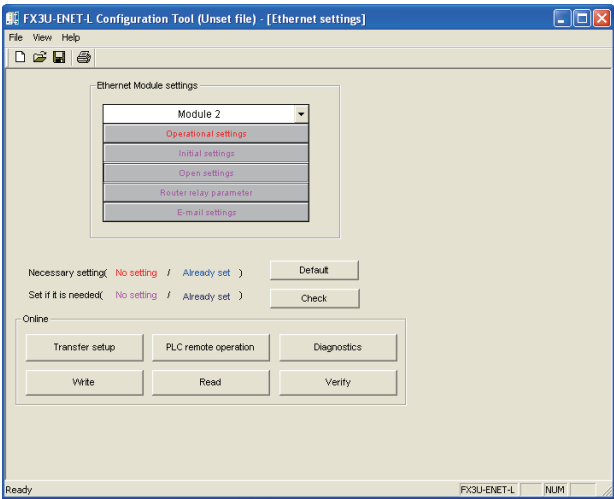 FX3U-ENET-L Configuration Tool (Unset file) - [Ethernet settings]
File View Help
Ethernet Module settings
Module 2
Operational settings
Initial settings
Open settings
Router relay parameter
E-mail settings
Necessary setting( No setting / Already set ) Default
Set if it is needed( No setting / Already set ) Check
Online
Transfer setup PLC remote operation Diagnostics
Write Read Verify
Ready FX3U-ENET-L NUM